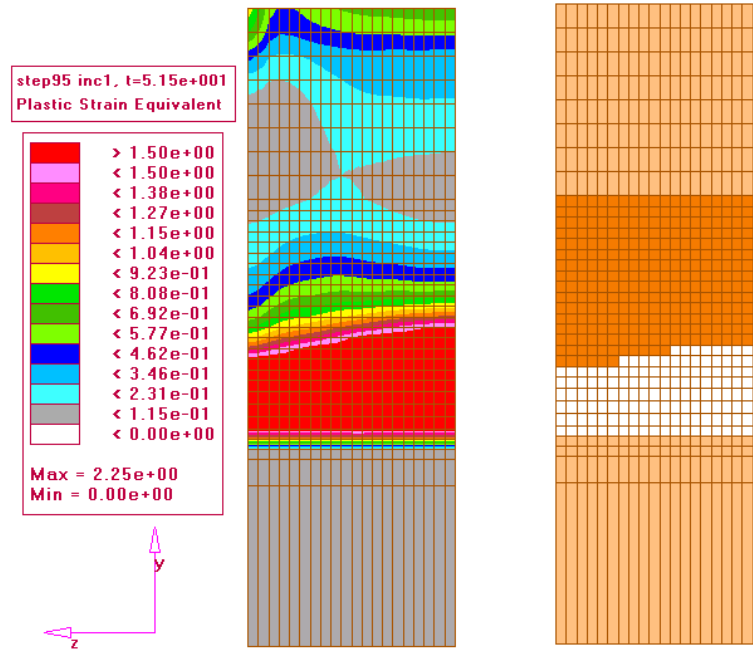 step95 inc1, t=5.15e+001
Plastic Strain Equivalent
> 1.50e+00
< 1.50e+00
< 1.38e+00
< 1.27e+00
< 1.15e+00
< 1.04e+00
< 9.23e-01
< 8.08e-01
< 6.92e-01
< 5.77e-01
< 4.62e-01
< 3.46e-01
< 2.31e-01
< 1.15e-01
< 0.00e+00
Max = 2.25e+00
Min = 0.00e+00
y
z